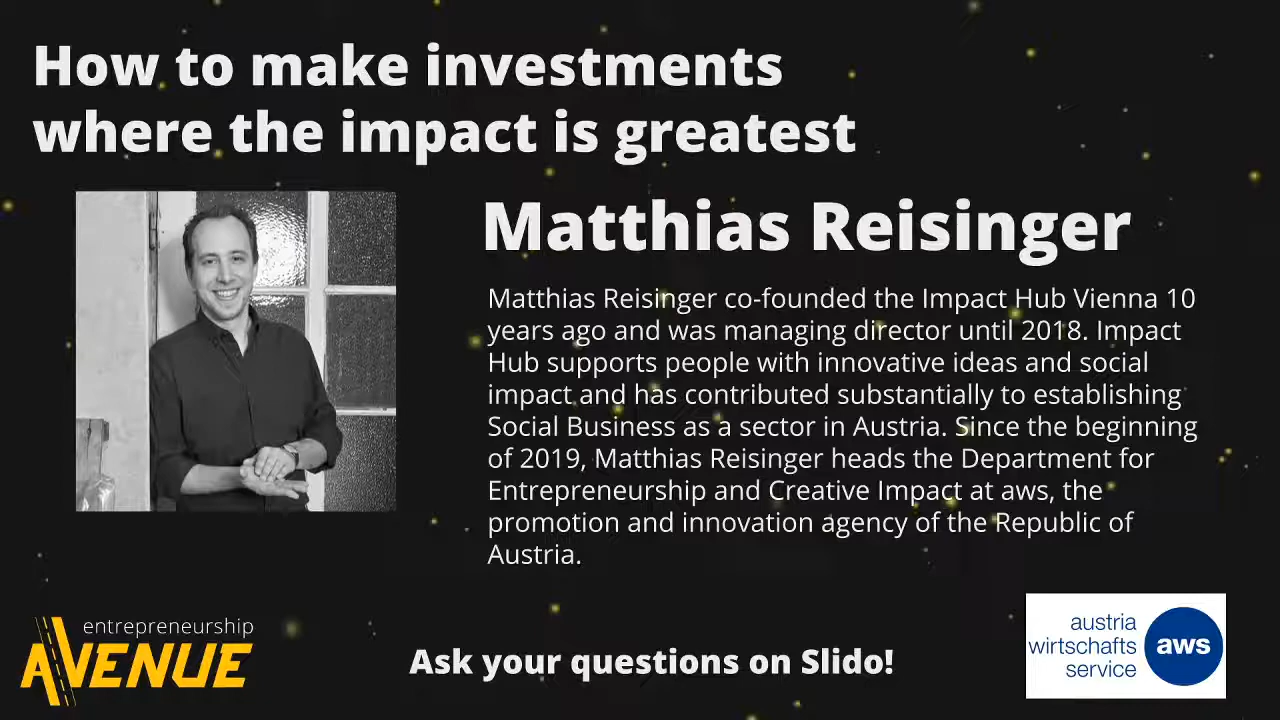 How to make investments
where the impact is greatest
Matthias Reisinger
Matthias Reisinger co-founded the Impact Hub Vienna 10
years ago and was managing director until 2018. Impact
Hub supports people with innovative ideas and social
impact and has contributed substantially to establishing
Social Business as a sector in Austria. Since the beginning
of 2019, Matthias Reisinger heads the Department for
Entrepreneurship and Creative Impact at aws, the
promotion and innovation agency of the Republic of
Austria.
entrepreneurship
AVENUE
Ask your questions on Slido!
austria
wirtschafts
service
aws